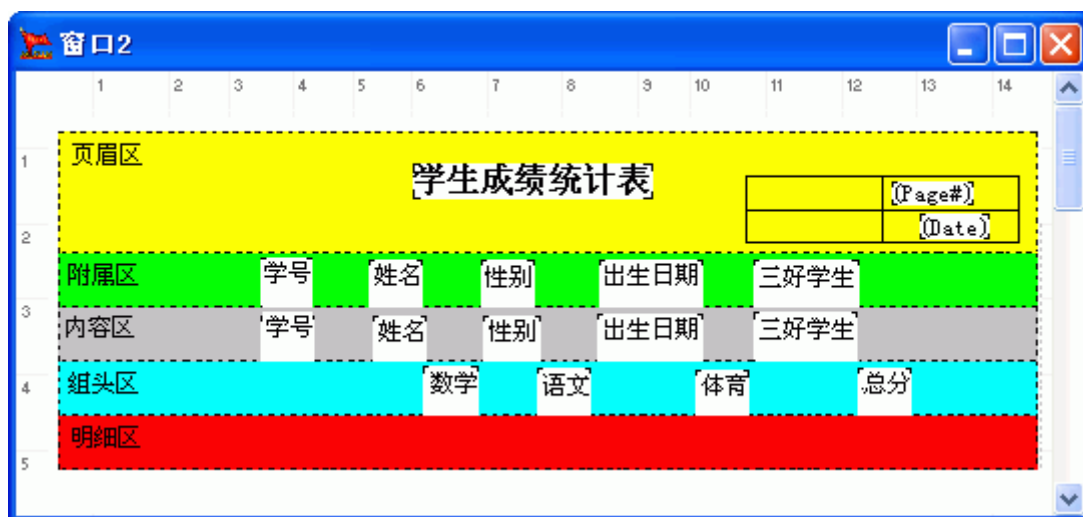 窗口2
1 2 3 4 5 6 7 8 9 10 11 12 13 14
1
页眉区
学生成绩统计表
(Page#)
2
(Date)
附属区 学号 姓名 性别 出生日期 三好学生
3
内容区 学号 姓名 性别 出生日期 三好学生
4
组头区 数学 语文 体育 总分
明细区
5